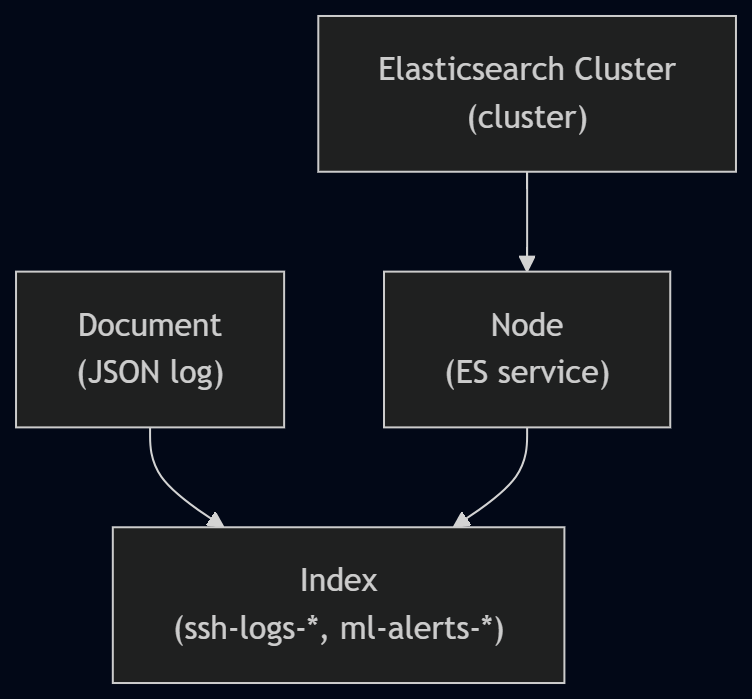 Elasticsearch Cluster
(cluster)
Document
(JSON log)
Node
(ES service)
Index
(ssh-logs-*, ml-alerts-*)